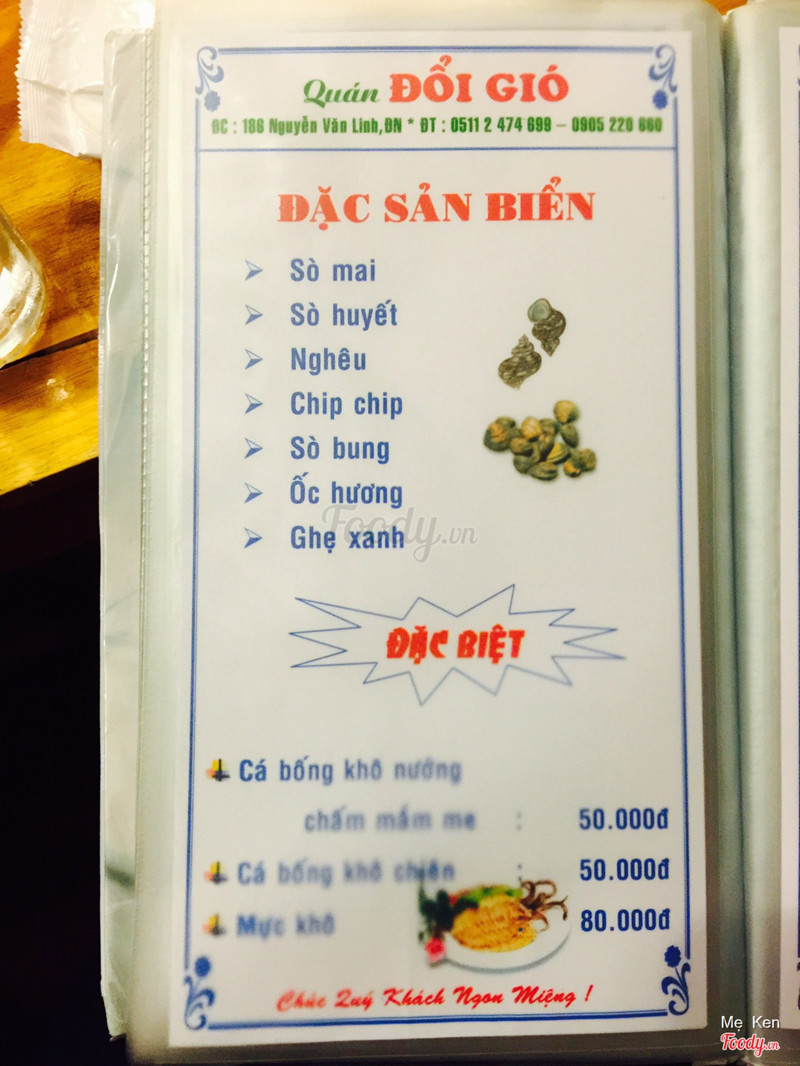 Quán ĐỔI GIÓ
ĐC : 186 Nguyễn Văn Linh,ĐN * ĐT : 0511 2 474 699 – 0905 220 660
ĐẶC SẢN BIỂN
Sò mai
Sò huyết
Nghêu
Chip chip
Sò bung
Ốc hương
Ghẹ xanh
Foody.vn
ĐẶC BIỆT
Cá bống khô nướng
chấm mắm me : 50.000đ
Cá bống khô chiên : 50.000đ
Mực khô 80.000đ
Chúc Quý Khách Ngon Miệng !
Mẹ Ken
Foody.vn